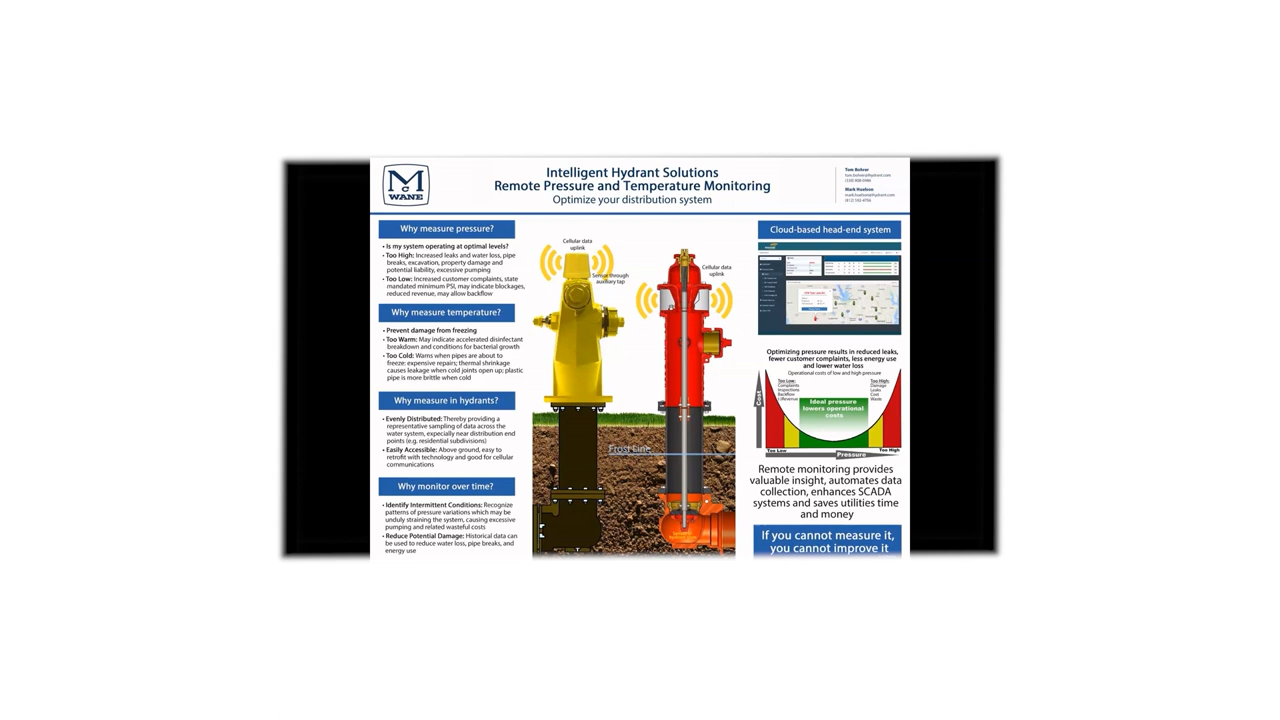 M
C
WANE
Intelligent Hydrant Solutions
Remote Pressure and Temperature Monitoring
Optimize your distribution system
Tom Bohrer
Mark Huelson
Why measure pressure?
• Is my system operating at optimal levels?
• Too High: Increased leaks and water loss, pipe
breaks, excavation, property damage and
potential liability, excessive pumping
• Too Low: Increased customer complaints, state
mandated minimum PSI, may indicate blockages,
reduced revenue, may allow backflow
Why measure temperature?
• Prevent damage from freezing
• Too Warm: May indicate accelerated disinfectant
breakdown and conditions for bacterial growth
• Too Cold: Warns when pipes are about to
freeze: expensive repairs; thermal shrinkage
causes leakage when cold joints open up; plastic
pipe is more brittle when cold
Why measure in hydrants?
• Evenly Distributed: Thereby providing a
representative sampling of data across the
water system, especially near distribution end
points (e.g. residential subdivisions)
• Easily Accessible: Above ground, easy to
retrofit with technology and good for cellular
communications
Why monitor over time?
• Identify Intermittent Conditions: Recognize
patterns of pressure variations which may be
unduly straining the system, causing excessive
pumping and related wasteful costs
• Reduce Potential Damage: Historical data can
be used to reduce water loss, pipe breaks, and
energy use
Cellular data
uplink
Sensor through
auxiliary tap
Cellular data
uplink
Frost Line
Cloud-based head-end system
Optimizing pressure results in reduced leaks,
fewer customer complaints, less energy use
and lower water loss
Operational costs of low and high pressure
Too Low:
Complaints
Inspections
Backflow
Revenue
Too High:
Damage
Leaks
Cost
Waste
Ideal pressure
lowers operational
costs
Cost
Too Low
Pressure
Too High
Remote monitoring provides
valuable insight, automates data
collection, enhances SCADA
systems and saves utilities time
and money
If you cannot measure it,
you cannot improve it